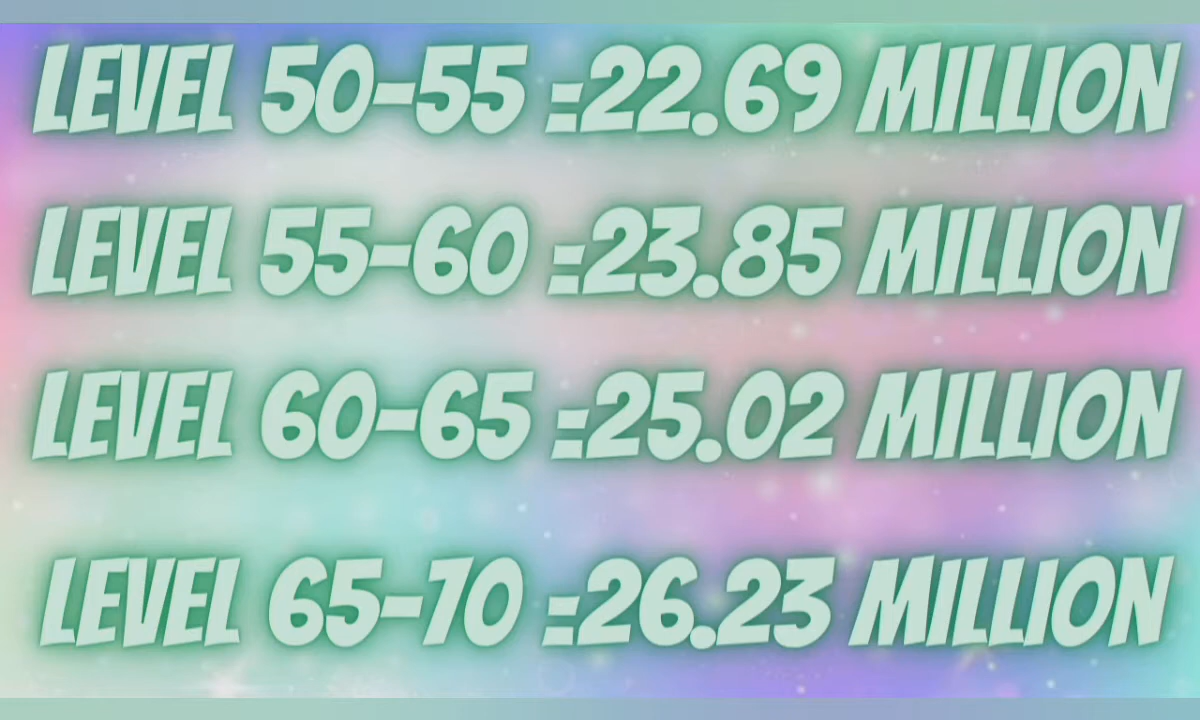 LEVEL 50-55 =22.69 MILLION
LEVEL 55-60 =23.85 MILLION
LEVEL 60-65 =25.02 MILLION
LEVEL 65-70 =26.23 MILLION